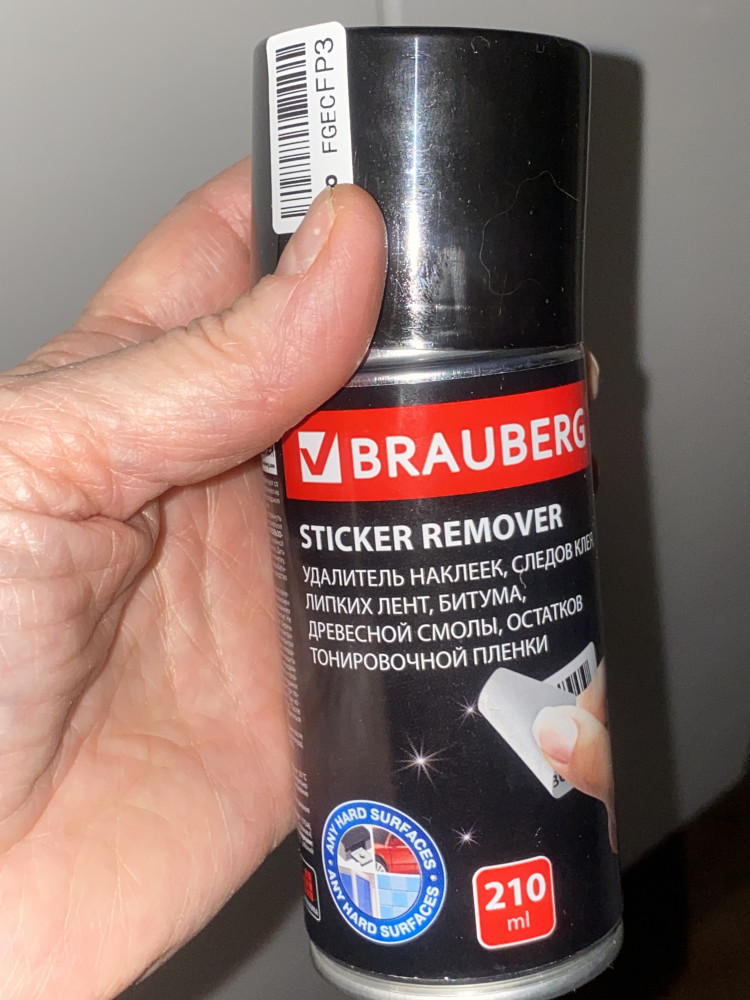 FGECFP3
BRAUBERG
STICKER REMOVER
УДАЛИТЕЛЬ НАКЛЕЕК, СЛЕДОВ КЛЕЯ,
ЛИПКИХ ЛЕНТ, БИТУМА,
ДРЕВЕСНОЙ СМОЛЫ, ОСТАТКОВ
ТОНИРОВОЧНОЙ ПЛЕНКИ
ANY HARD SURFACES
ANY HARD SURFACES
210
ml